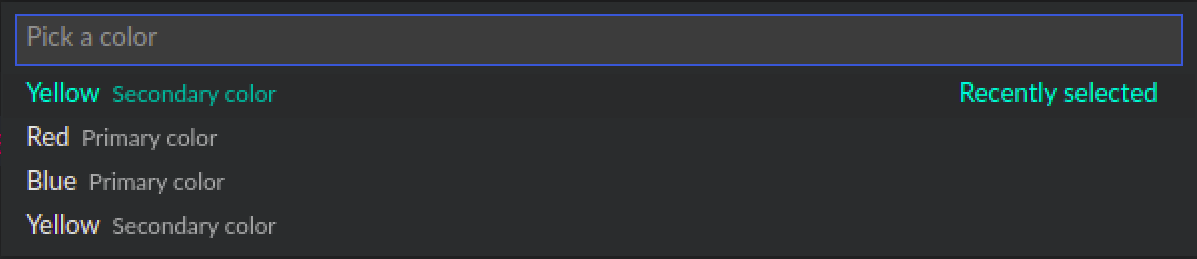 Pick a color
Yellow Secondary color Recently selected
Red Primary color
Blue Primary color
Yellow Secondary color